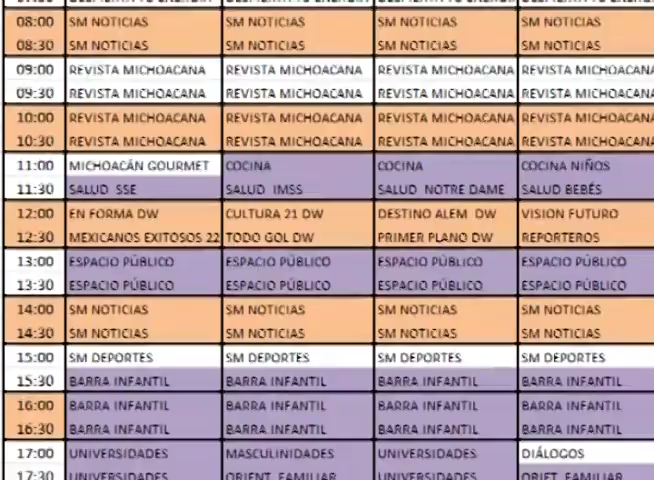 08:00 SM NOTICIAS SM NOTICIAS SM NOTICIAS SM NOTICIAS
08:30 SM NOTICIAS SM NOTICIAS SM NOTICIAS SM NOTICIAS
09:00 REVISTA MICHOACANA REVISTA MICHOACANA REVISTA MICHOACANA REVISTA MICHOACANA
09:30 REVISTA MICHOACANA REVISTA MICHOACANA REVISTA MICHOACANA REVISTA MICHOACANA
10:00 REVISTA MICHOACANA REVISTA MICHOACANA REVISTA MICHOACANA REVISTA MICHOACANA
10:30 REVISTA MICHOACANA REVISTA MICHOACANA REVISTA MICHOACANA REVISTA MICHOACANA
11:00 MICHOACÁN GOURMET COCINA COCINA COCINA NIÑOS
11:30 SALUD SSE SALUD IMSS SALUD NOTRE DAME SALUD BEBÉS
12:00 EN FORMA DW CULTURA 21 DW DESTINO ALEM DW VISION FUTURO
12:30 MEXICANOS EXITOSOS 22 TODO GOL DW PRIMER PLANO DW REPORTEROS
13:00 ESPACIO PÚBLICO ESPACIO PÚBLICO ESPACIO PÚBLICO ESPACIO PÚBLICO
13:30 ESPACIO PÚBLICO ESPACIO PÚBLICO ESPACIO PÚBLICO ESPACIO PÚBLICO
14:00 SM NOTICIAS SM NOTICIAS SM NOTICIAS SM NOTICIAS
14:30 SM NOTICIAS SM NOTICIAS SM NOTICIAS SM NOTICIAS
15:00 SM DEPORTES SM DEPORTES SM DEPORTES SM DEPORTES
15:30 BARRA INFANTIL BARRA INFANTIL BARRA INFANTIL BARRA INFANTIL
16:00 BARRA INFANTIL BARRA INFANTIL BARRA INFANTIL BARRA INFANTIL
16:30 BARRA INFANTIL BARRA INFANTIL BARRA INFANTIL BARRA INFANTIL
17:00 UNIVERSIDADES MASCULINIDADES UNIVERSIDADES DIÁLOGOS
17:30 UNIVERSIDADES ORIENT. FAMILIAR UNIVERSIDADES ORIET. FAMILIAR